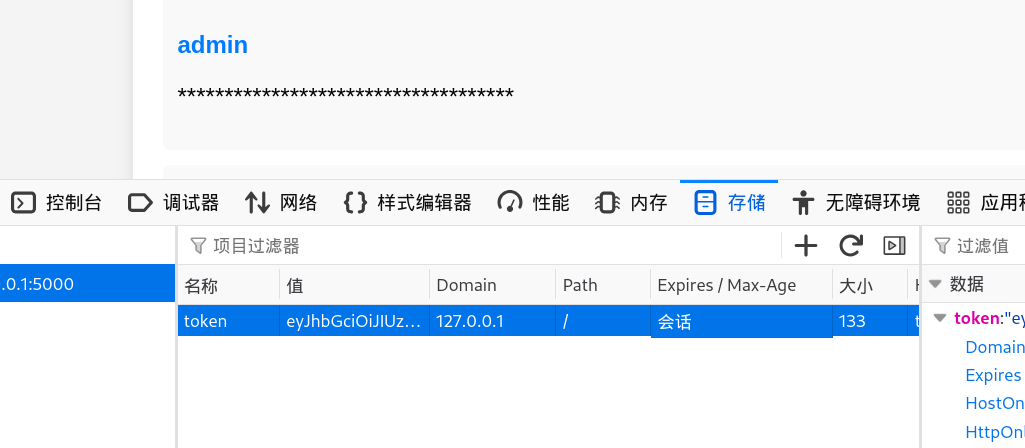 admin
************************************
控制台 调试器 网络 样式编辑器 性能 内存 存储 无障碍环境 应用程
项目过滤器 过滤值
.0.1:5000 名称 值 Domain Path Expires / Max-Age 大小 数据
token eyJhbGciOiJIUz... 127.0.0.1 / 会话 133 token:"ey
Domain
Expires
HostOn
HttpOnl